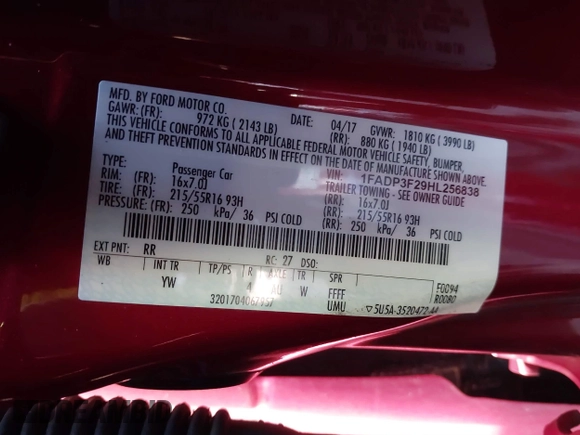 MFD. BY FORD MOTOR CO.
DATE: 04/17 GVWR: 1810 KG ( 3990 LB)
GAWR: (FR): 972 KG ( 2143 LB) (RR): 880 KG ( 1940 LB)
THIS VEHICLE CONFORMS TO ALL APPLICABLE FEDERAL MOTOR VEHICLE SAFETY, BUMPER,
AND THEFT PREVENTION STANDARDS IN EFFECT ON THE DATE OF MANUFACTURE SHOWN ABOVE.
VIN: 1FADP3F29HL256838
TYPE: Passenger Car TRAILER TOWING - SEE OWNER GUIDE
RIM: (FR): 16x7.0J (RR): 16x7.0J
TIRES: (FR): 215/55R16 93H (RR): 215/55R16 93H
PRESSURE: (FR): 250 kPa/ 36 PSI COLD (RR): 250 kPa/ 36 PSI COLD
EXT PNT: RR RC: 27 DSO:
WB INT TR TP/PS R AXLE TR SPR
YW 4 AU W FFFF
F0094
R0080
UMU
5U5A-3520472-AA